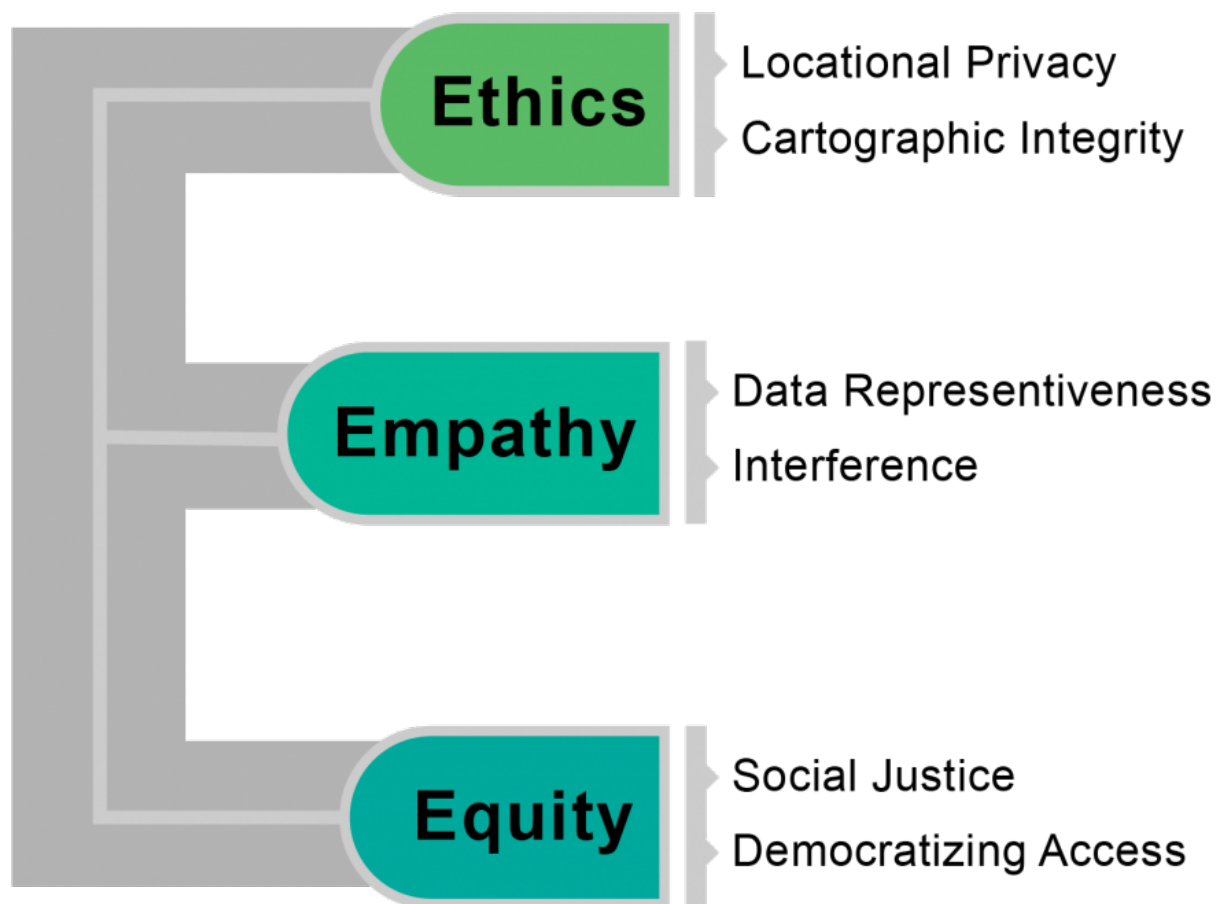 Ethics
Locational Privacy
Cartographic Integrity
Empathy
Data Representiveness
Interference
Equity
Social Justice
Democratizing Access